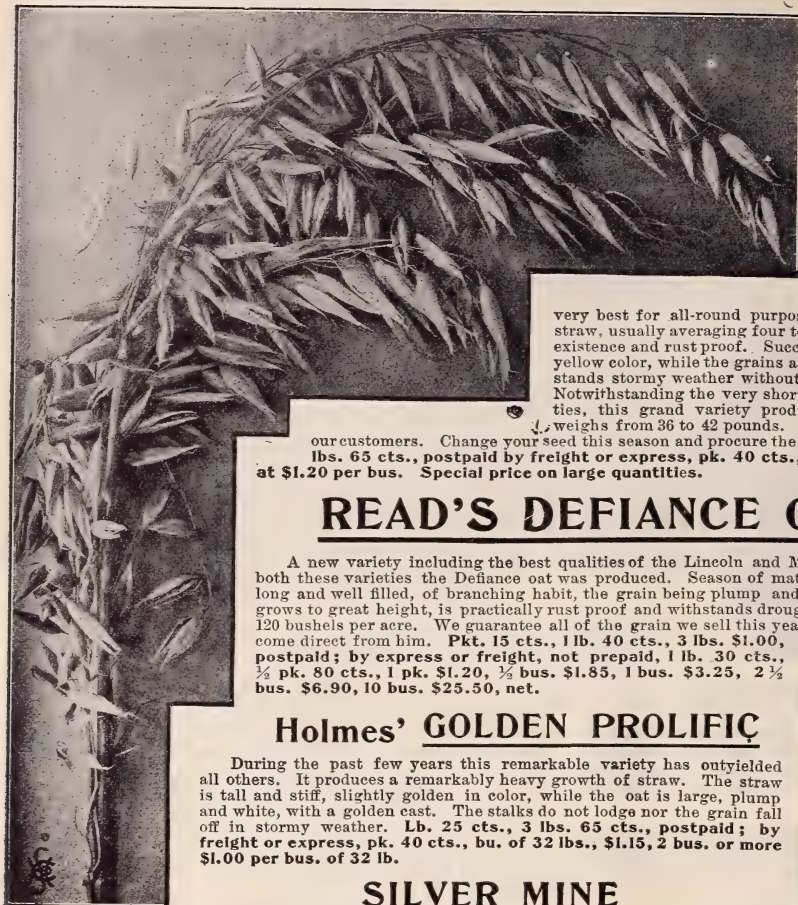 very best for all-round
straw, usually averaging four
existence and rust proof. Succ
yellow color, while the grains
stands stormy weather without
Notwithstanding the very shor
ties, this grand variety prod
weighs from 36 to 42 pounds.
our customers. Change your seed this season and procure the
lbs. 65 cts., postpaid by freight or express, pk. 40 cts.,
at $1.20 per bus. Special price on large quantities.
READ'S DEFIANCE
A new variety including the best qualities of the Lincoln and
both these varieties the Defiance oat was produced. Season of mat
long and well filled, of branching habit, the grain being plump and
grows to great height, is practically rust proof and withstands droug
120 bushels per acre. We guarantee all of the grain we sell this yea
come direct from him. Pkt. 15 cts., 1 lb. 40 cts., 3 lbs. $1.00,
postpaid; by express or freight, not prepaid, 1 lb. 30 cts.,
½ pk. 80 cts., 1 pk. $1.20, ½ bus. $1.85, 1 bus. $3.25, 2½
bus. $6.90, 10 bus. $25.50, net.
Holmes' GOLDEN PROLIFIC
During the past few years this remarkable variety has outyielded
all others. It produces a remarkably heavy growth of straw. The straw
is tall and stiff, slightly golden in color, while the oat is large, plump
and white, with a golden cast. The stalks do not lodge nor the grain fall
off in stormy weather. Lb. 25 cts., 3 lbs. 65 cts., postpaid; by
freight or express, pk. 40 cts., bu. of 32 lbs., $1.15, 2 bus. or more
$1.00 per bus. of 32 lb.
SILVER MINE